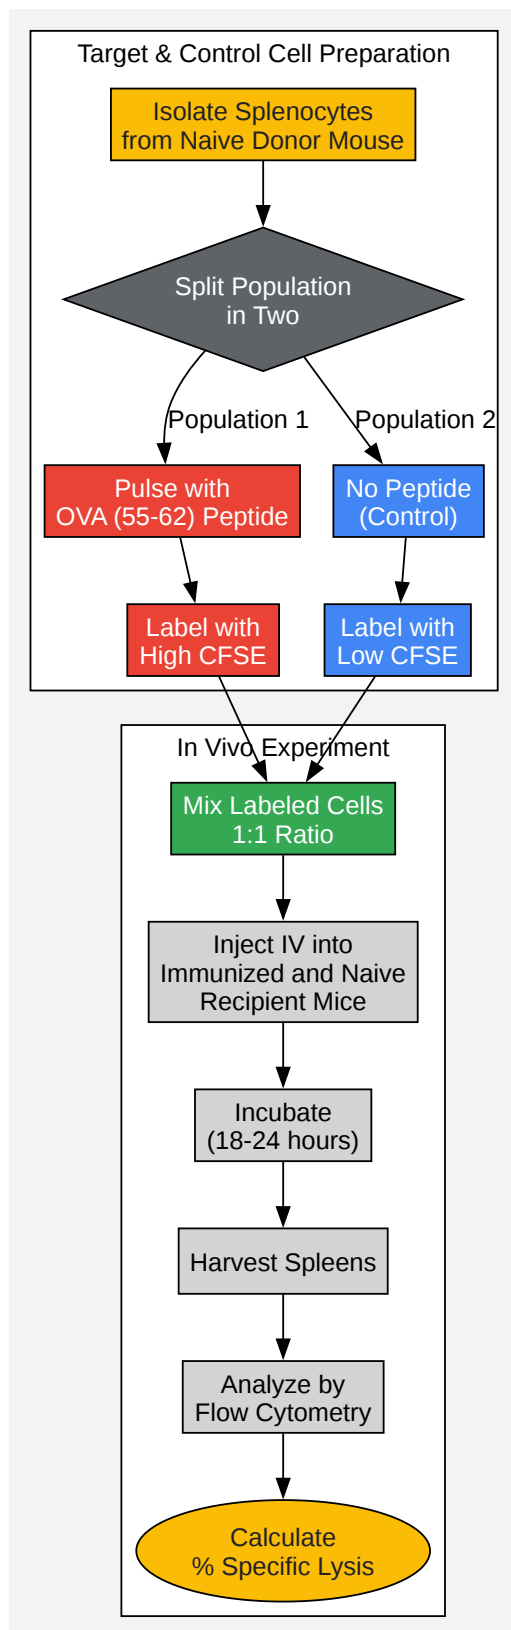 Target & Control Cell Preparation
Isolate Splenocytes
from Naive Donor Mouse
Split Population
in Two
Population 1
Population 2
Pulse with
OVA (55-62) Peptide
No Peptide
(Control)
Label with
High CFSE
Label with
Low CFSE
In Vivo Experiment
Mix Labeled Cells
1:1 Ratio
Inject IV into
Immunized and Naive
Recipient Mice
Incubate
(18-24 hours)
Harvest Spleens
Analyze by
Flow Cytometry
Calculate
% Specific Lysis